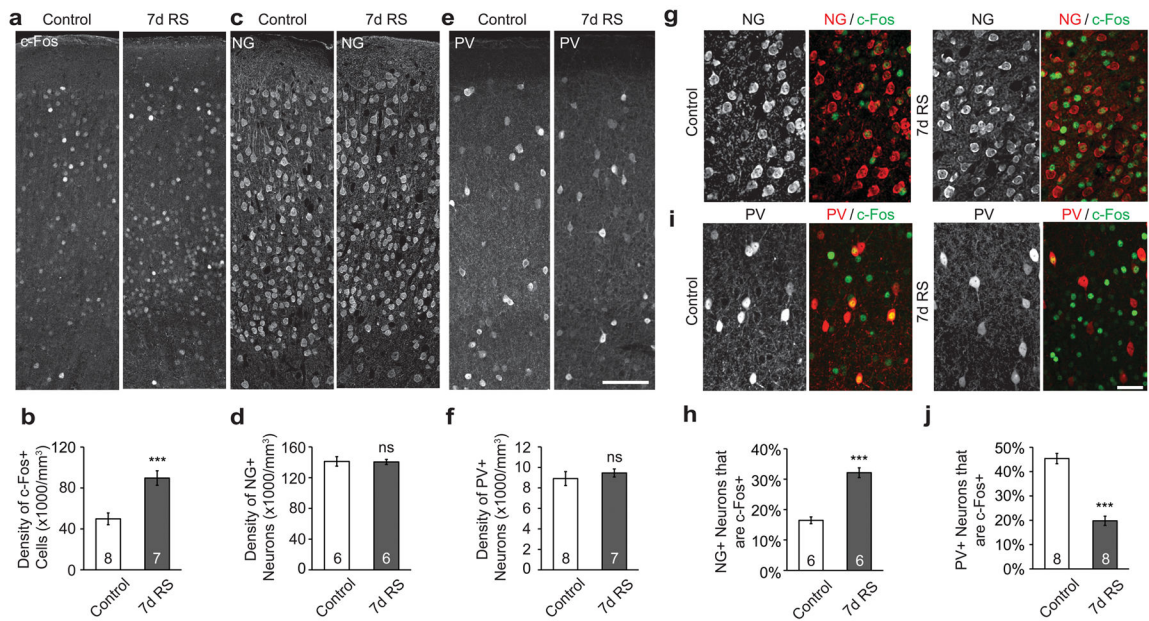 a Control 7d RS c Control 7d RS e Control 7d RS g NG NG / c-Fos NG NG / c-Fos
c-Fos NG NG PV PV
Control 7d RS
i PV PV / c-Fos PV PV / c-Fos
Control 7d RS
b d f h j
Density of c-Fos+
Cells (x1000/mm³)
120
80
40
0
***
8 7
Control 7d RS
Density of NG+
Neurons (x1000/mm³)
160
120
80
40
0
ns
6 6
Control 7d RS
Density of PV+
Neurons (x1000/mm³)
12
10
8
6
4
2
0
ns
8 7
Control 7d RS
NG+ Neurons that
are c-Fos+
40%
30%
20%
10%
0%
***
6 6
Control 7d RS
PV+ Neurons that
are c-Fos+
50%
40%
30%
20%
10%
0%
***
8 8
Control 7d RS